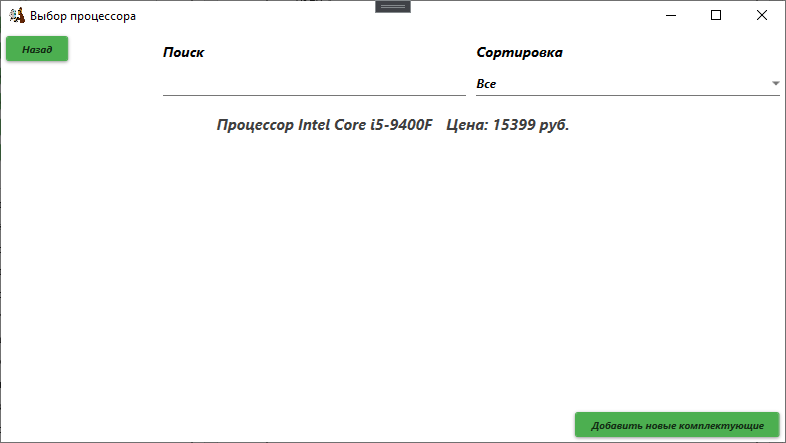 Выбор процессора
Назад
Поиск
Сортировка
Все
Процессор Intel Core i5-9400F Цена: 15399 руб.
Добавить новые комплектующие